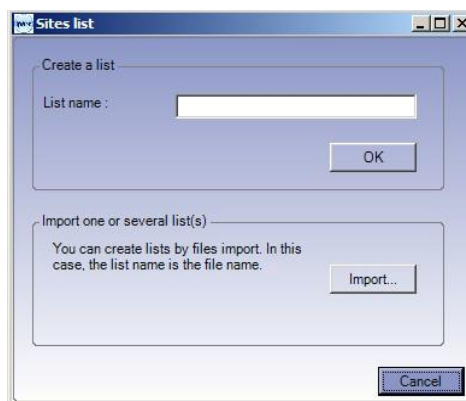 Sites list
Create a list
List name :
OK
Import one or several list(s)
You can create lists by files import. In this
case, the list name is the file name.
Import...
Cancel